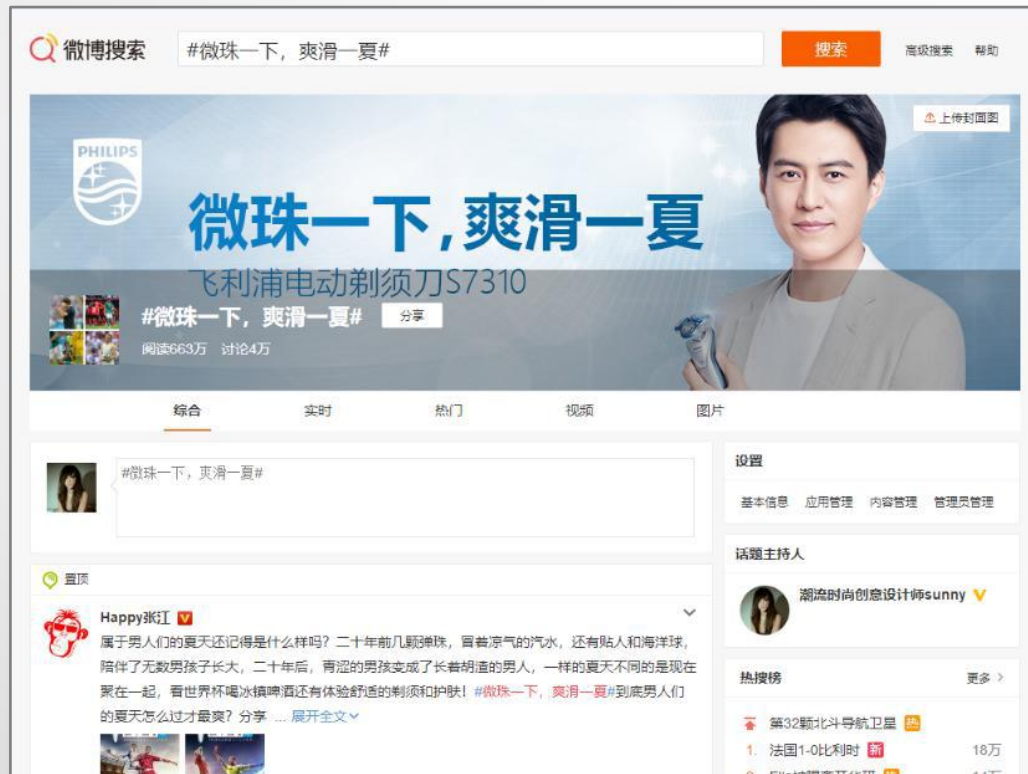 微博搜索
#微珠一下，爽滑一夏#
搜索
高级搜索
帮助
上传封面图
PHILIPS
微珠一下,爽滑一夏
飞利浦电动剃须刀S7310
#微珠一下，爽滑一夏#
分享
阅读663万 讨论4万
综合
实时
热门
视频
图片
#微珠一下，爽滑一夏#
设置
基本信息 应用管理 内容管理 管理员管理
话题主持人
潮流时尚创意设计师sunny
置顶
Happy张江
属于男人们的夏天还记得是什么样吗？二十年前几颗弹珠，冒着凉气的汽水，还有贴人和海洋球，
陪伴了无数男孩子长大，二十年后，青涩的男孩变成了长着胡渣的男人，一样的夏天不同的是现在
聚在一起，看世界杯喝冰镇啤酒还有体验舒适的剃须和护肤！#微珠一下，爽滑一夏#到底男人们
的夏天怎么过才最爽？分享 ... 展开全文
热搜榜
更多
第32颗北斗导航卫星 热
1. 法国1-0比利时 新 18万